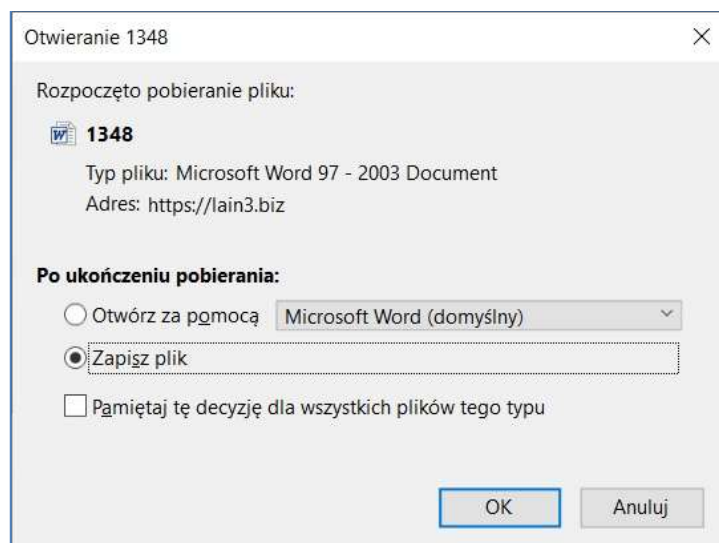 Otwieranie 1348
Rozpoczęto pobieranie pliku:
1348
Typ pliku: Microsoft Word 97 - 2003 Document
Adres: https://lain3.biz
Po ukończeniu pobierania:
Otwórz za pomocą Microsoft Word (domyślny)
Zapisz plik
Pamiętaj tę decyzję dla wszystkich plików tego typu
OK Anuluj